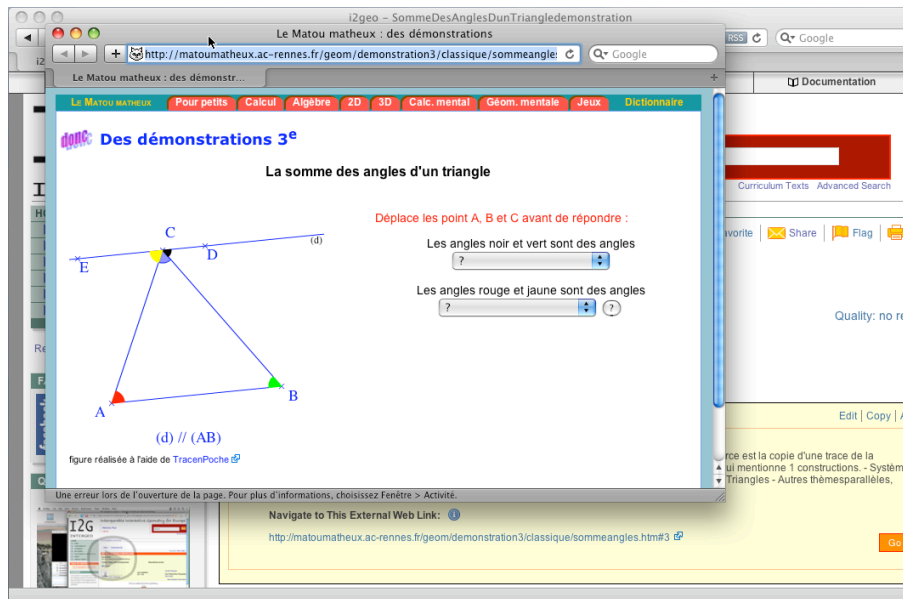 i2geo – SommeDesAnglesDunTriangledemonstration
Le Matou matheux : des démonstrations
http://matoumatheux.ac-rennes.fr/geom/demonstration3/classique/sommeangles
Google
RSS
Google
Le Matou matheux : des démonstr...
Documentation
LE MATOU MATHEUX
Pour petits
Calcul
Algèbre
2D
3D
Calc. mental
Géom. mentale
Jeux
Dictionnaire
donc
Des démonstrations 3e
La somme des angles d'un triangle
Curriculum Texts Advanced Search
Déplace les point A, B et C avant de répondre :
Share
Flag
Les angles noir et vert sont des angles
?
Les angles rouge et jaune sont des angles
?
?
Quality: no re
C
(d)
D
E
A
B
(d) // (AB)
figure réalisée à l'aide de TracenPoche
Edit | Copy |
rce est la copie d'une trace de la
ui mentionne 1 constructions. - Systèm
Triangles - Autres thèmesparallèles,
Une erreur lors de l'ouverture de la page. Pour plus d'informations, choisissez Fenêtre > Activité.
Navigate to This External Web Link:
http://matoumatheux.ac-rennes.fr/geom/demonstration3/classique/sommeangles.htm#3
Go
I2G